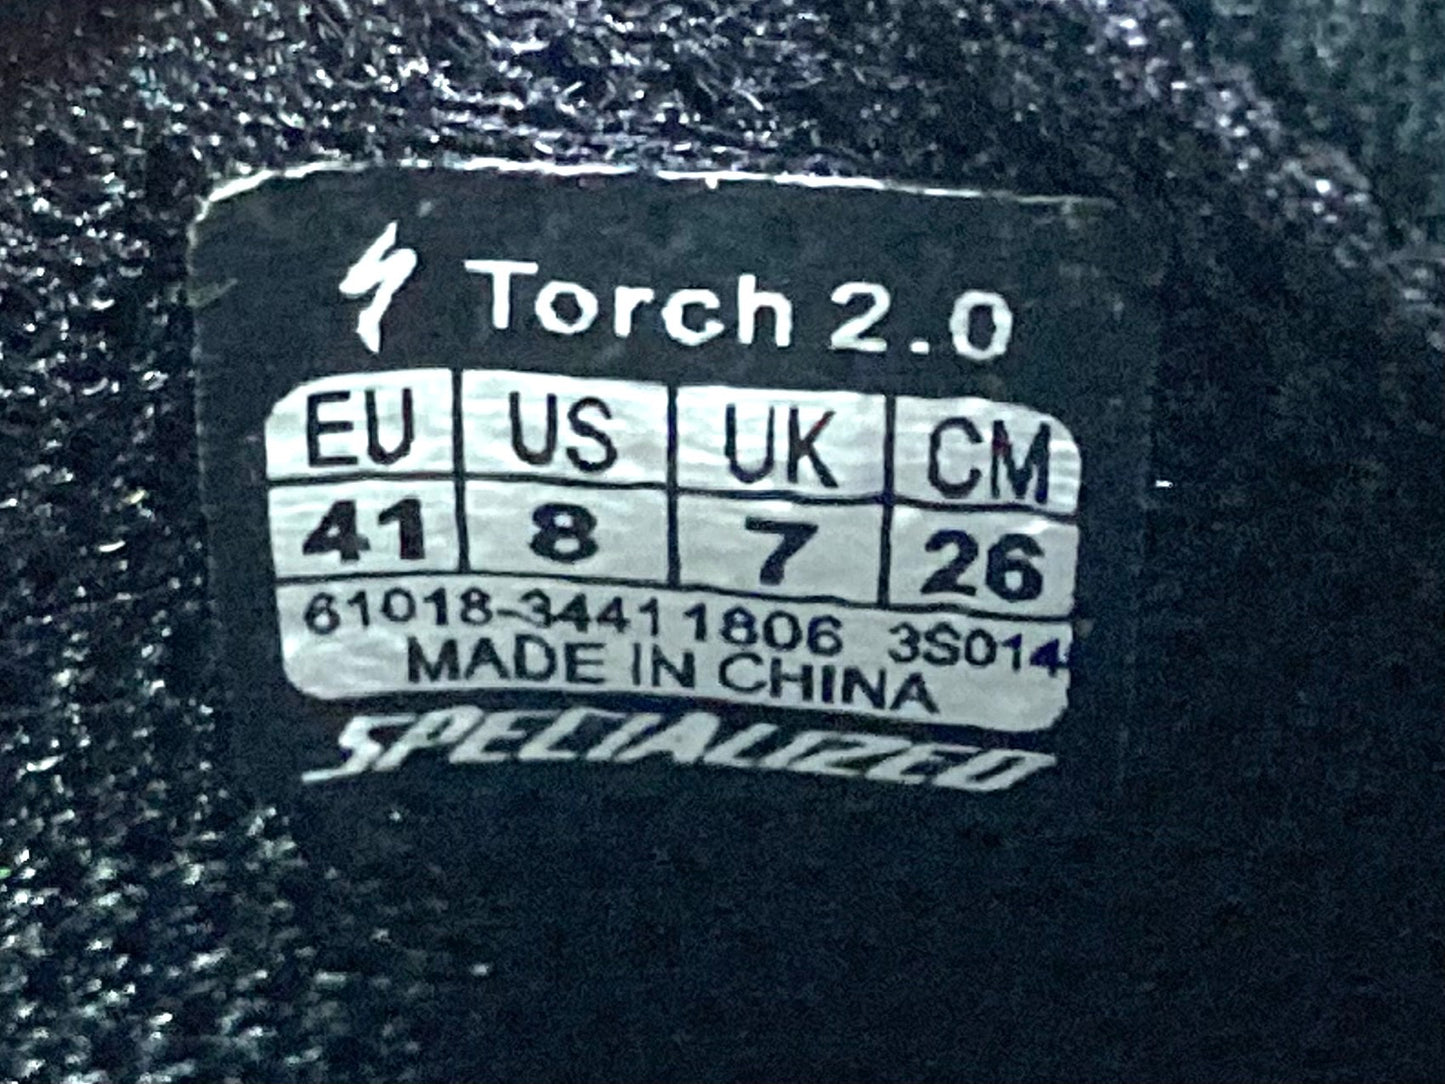 Torch 2.0
EU US UK CM
41 8 7 26
61018-3441 1806 3S014
MADE IN CHINA
SPECIALIZED